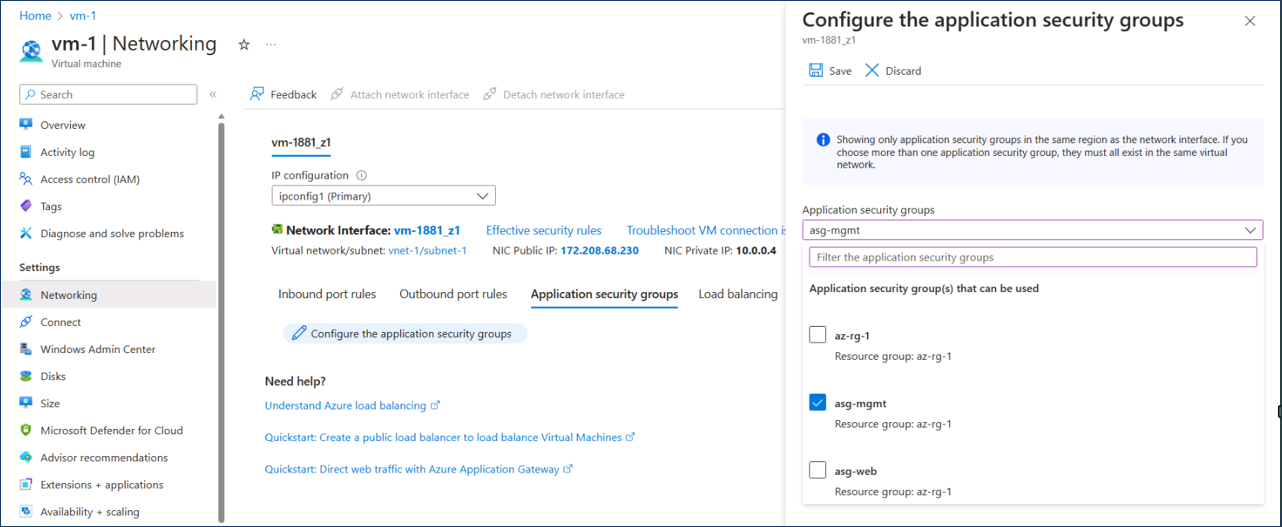 Home > vm-1
vm-1 | Networking
Virtual machine
Search
Overview
Activity log
Access control (IAM)
Tags
Diagnose and solve problems
Settings
Networking
Connect
Windows Admin Center
Disks
Size
Microsoft Defender for Cloud
Advisor recommendations
Extensions + applications
Availability + scaling
Feedback Attach network interface Detach network interface
vm-1881_z1
IP configuration
ipconfig1 (Primary)
Network Interface: vm-1881_z1 Effective security rules Troubleshoot VM connection is
Virtual network/subnet: vnet-1/subnet-1 NIC Public IP: 172.208.68.230 NIC Private IP: 10.0.0.4
Inbound port rules Outbound port rules Application security groups Load balancing
Configure the application security groups
Need help?
Understand Azure load balancing
Quickstart: Create a public load balancer to load balance Virtual Machines
Quickstart: Direct web traffic with Azure Application Gateway
Configure the application security groups
vm-1881_z1
Save Discard
Showing only application security groups in the same region as the network interface. If you
choose more than one application security group, they must all exist in the same virtual
network.
Application security groups
asg-mgmt
Filter the application security groups
Application security group(s) that can be used
az-rg-1
Resource group: az-rg-1
asg-mgmt
Resource group: az-rg-1
asg-web
Resource group: az-rg-1